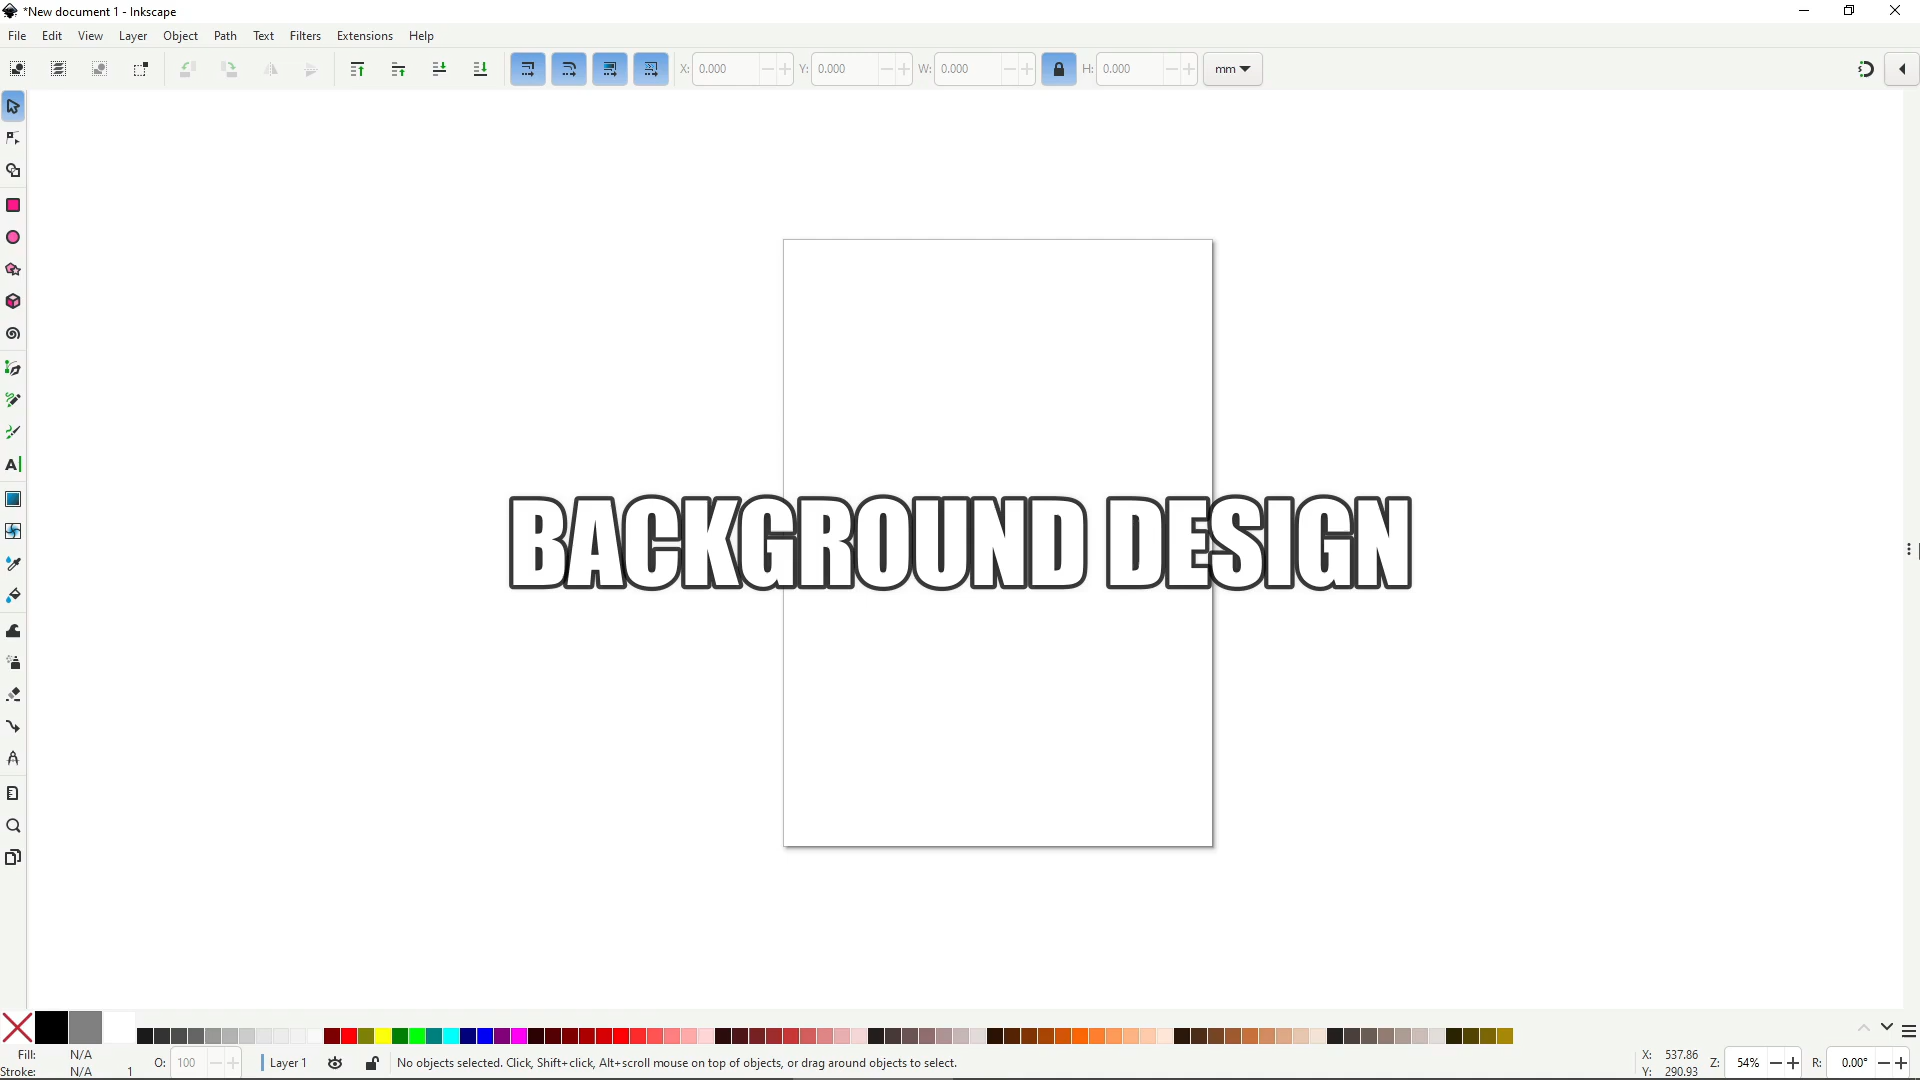 *New document 1 - Inkscape
File Edit View Layer Object Path Text Filters Extensions Help
X: 0.000 Y: 0.000 W: 0.000 H: 0.000 mm
A
BACKGROUND DESIGN
Fill: N/A
Stroke: N/A 1
O: 100
Layer 1
No objects selected. Click, Shift+click, Alt+scroll mouse on top of objects, or drag around objects to select.
X: 537.86
Y: 290.93
Z: 54%
R: 0.00°